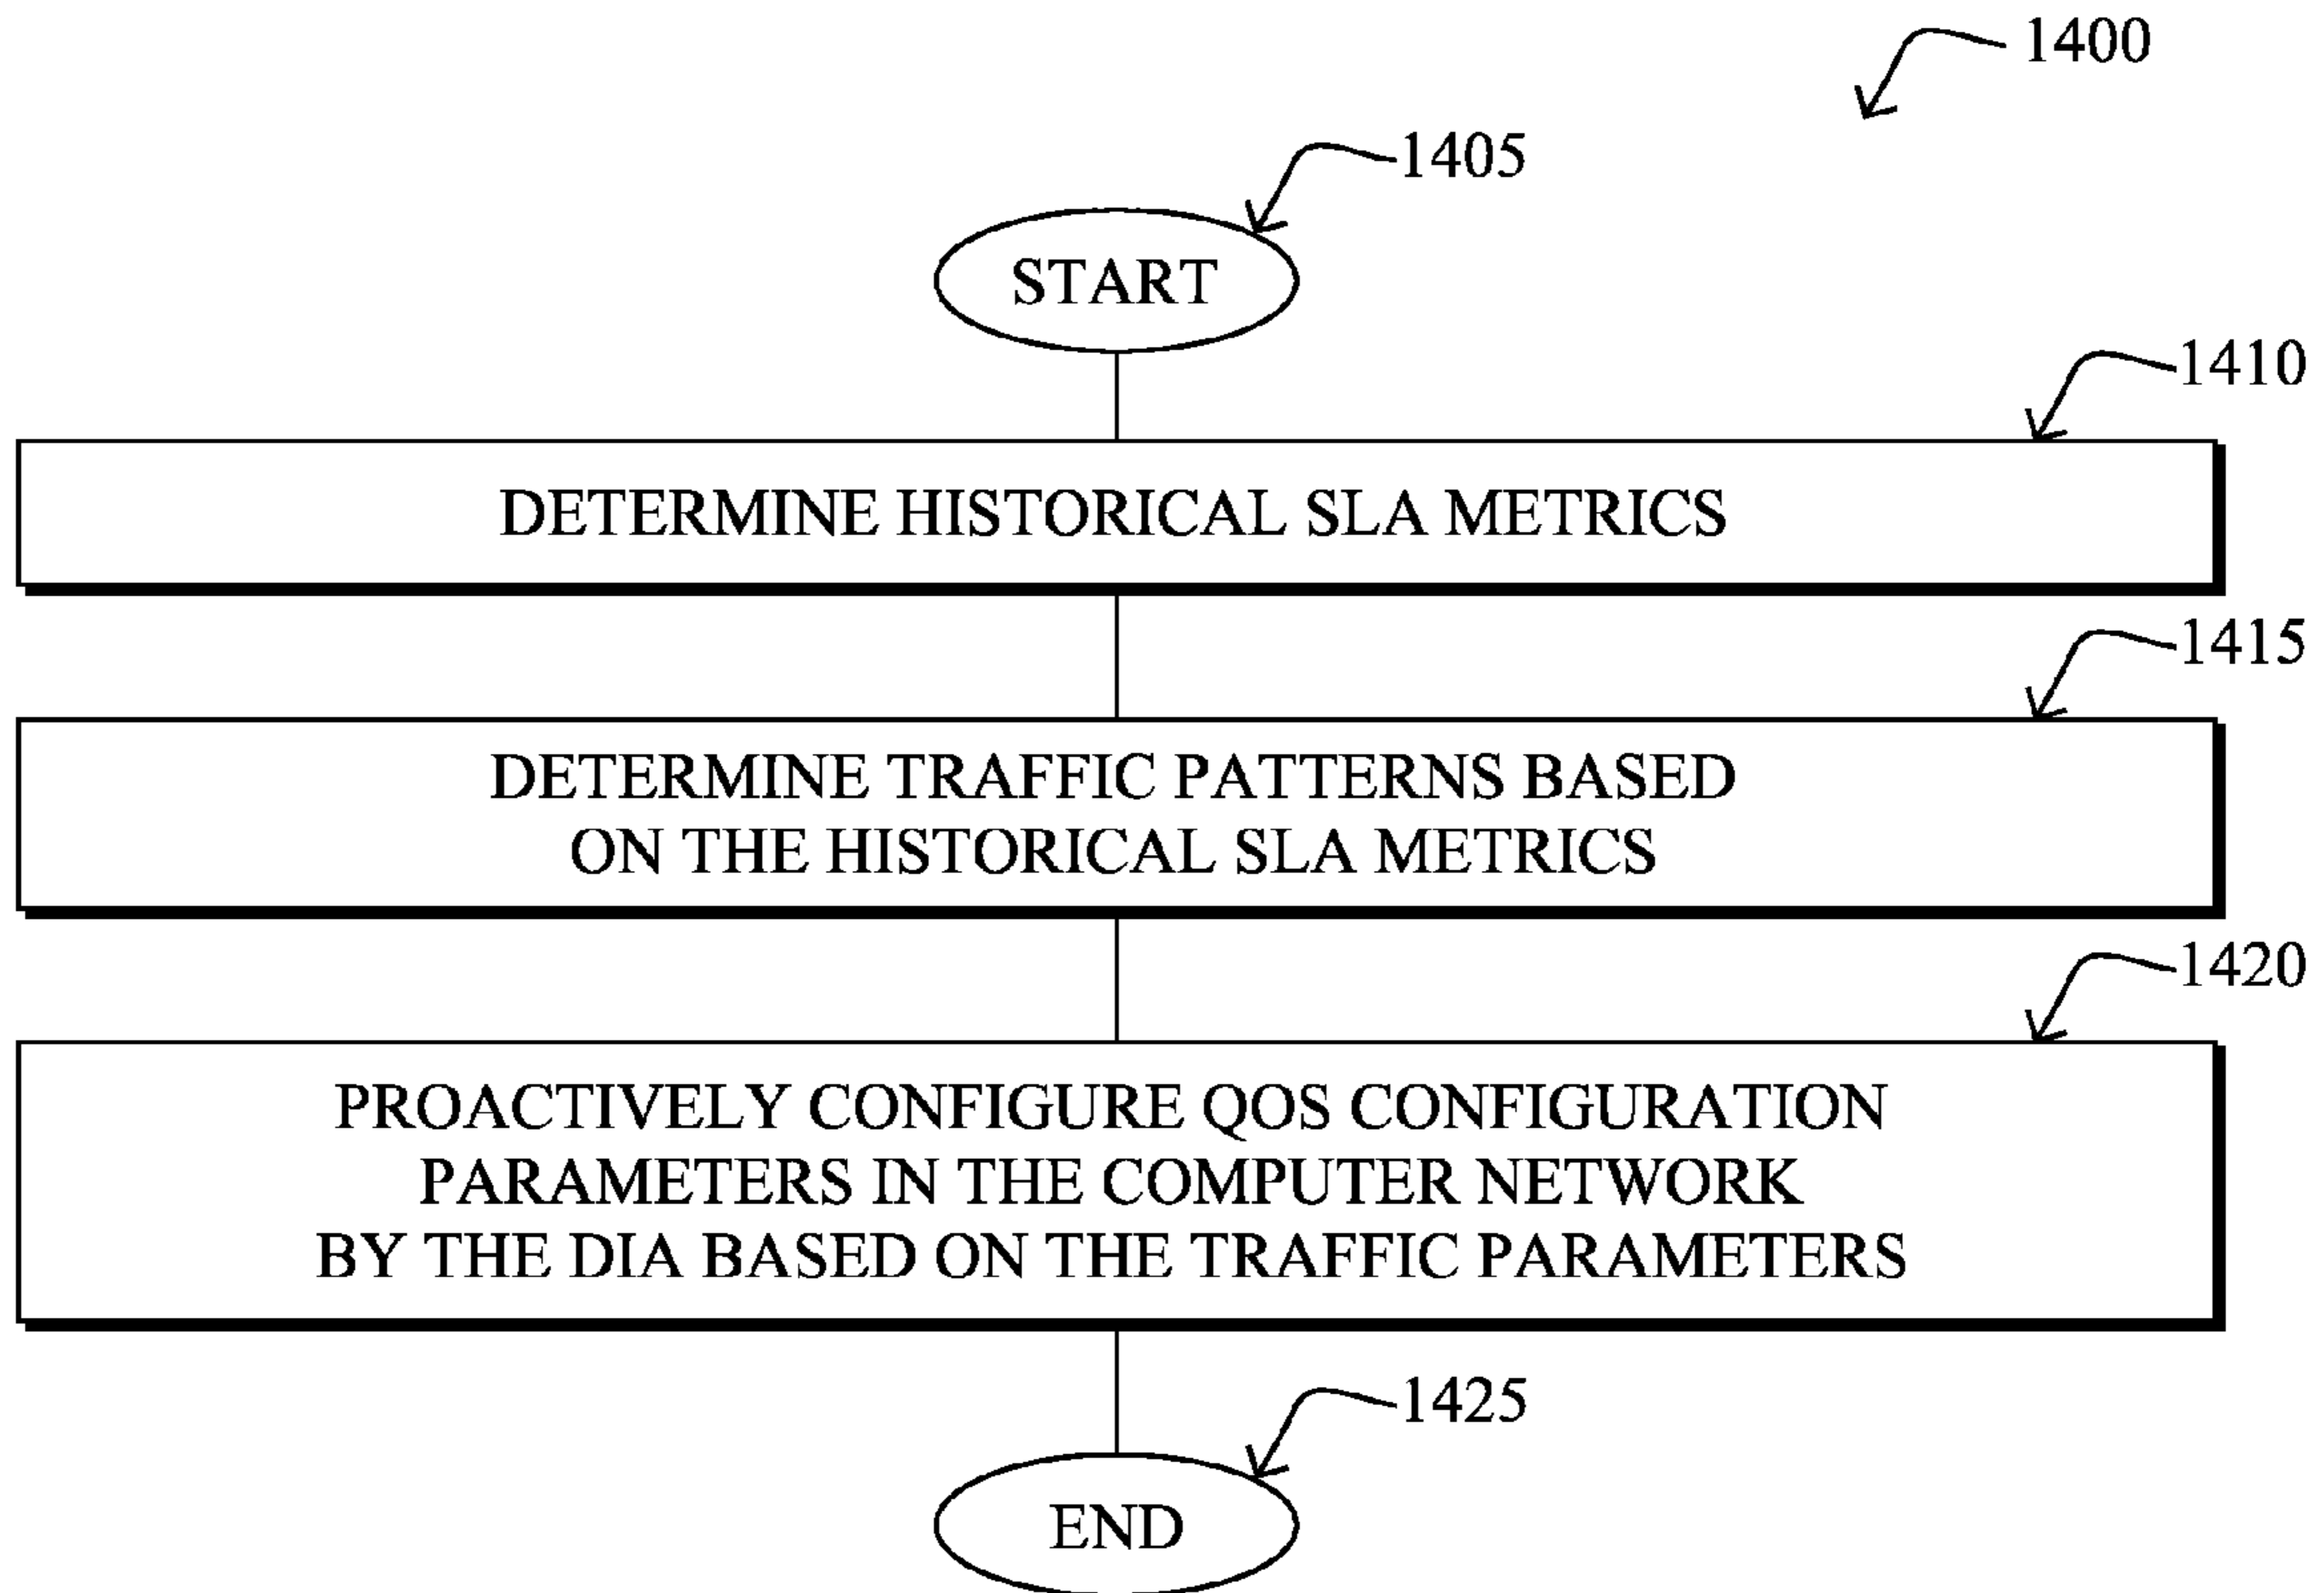 1400
1405
START
1410
DETERMINE HISTORICAL SLA METRICS
1415
DETERMINE TRAFFIC PATTERNS BASED
ON THE HISTORICAL SLA METRICS
1420
PROACTIVELY CONFIGURE QOS CONFIGURATION
PARAMETERS IN THE COMPUTER NETWORK
BY THE DIA BASED ON THE TRAFFIC PARAMETERS
1425
END